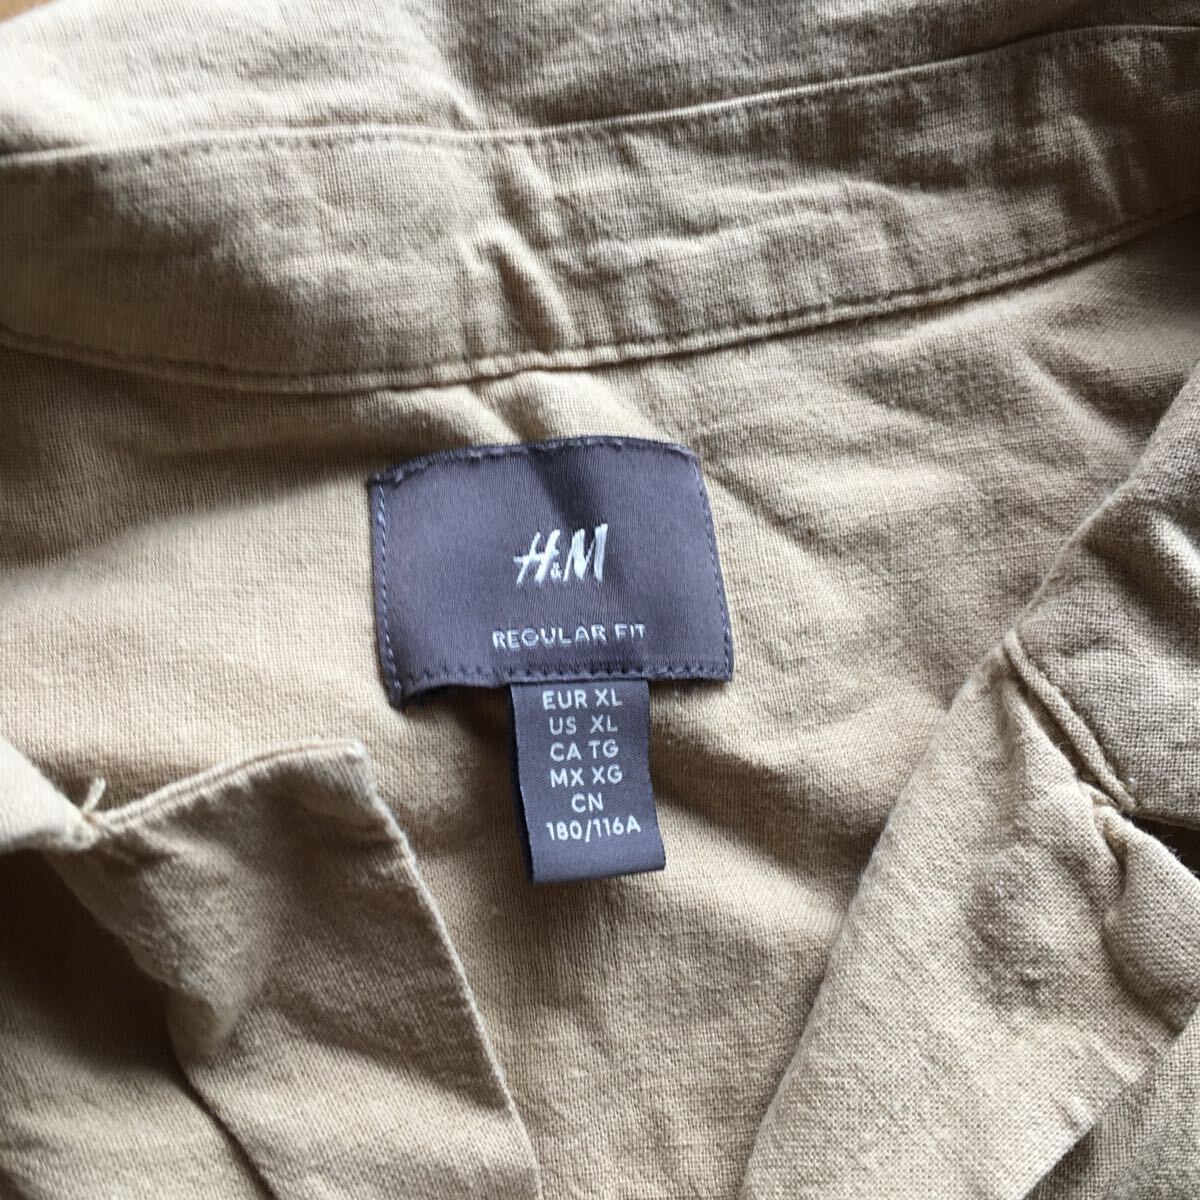 H&M
REGULAR FIT
EUR XL
US XL
CA TG
MX XG
CN
180/116A